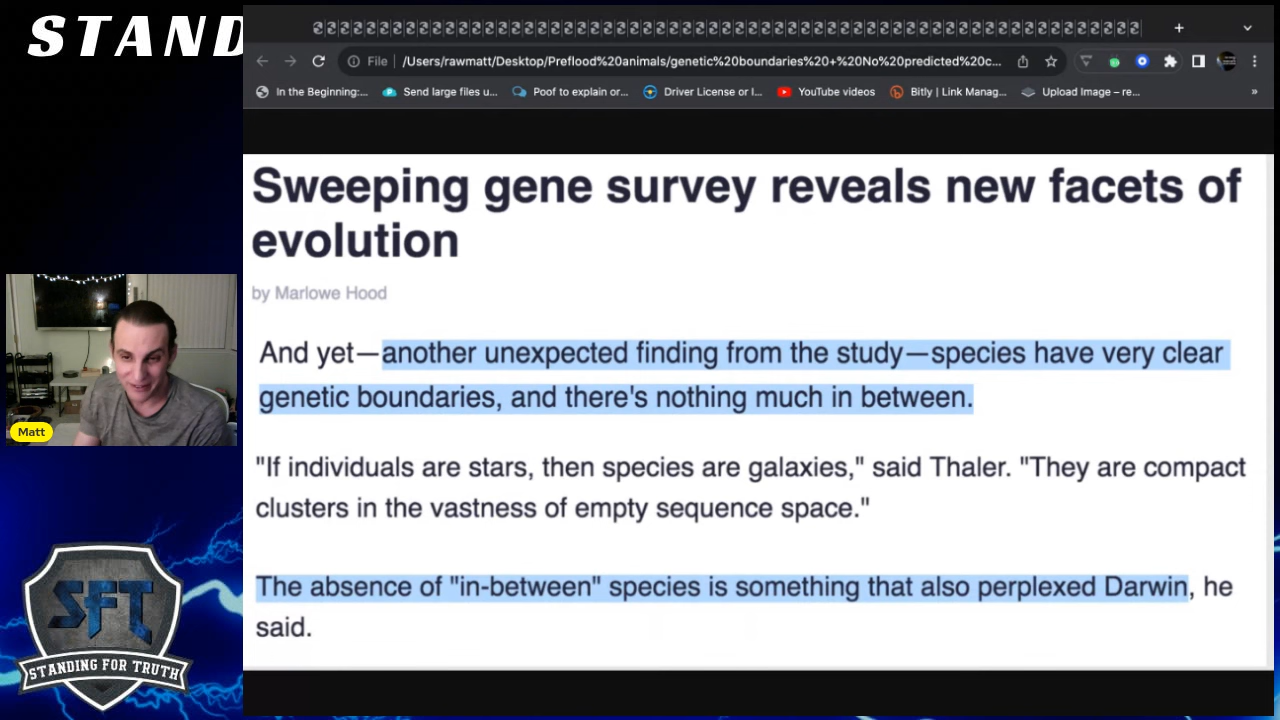 STAND
File
/Users/rawmatt/Desktop/Preflood%20animals/genetic%20boundaries%20+%20No%20predicted%20c...
In the Beginning:...
Send large files u...
Poof to explain or...
Driver License or I...
YouTube videos
Bitly | Link Manag...
Upload Image – re...
»
Sweeping gene survey reveals new facets of
evolution
by Marlowe Hood
And yet—another unexpected finding from the study—species have very clear
genetic boundaries, and there's nothing much in between.
"If individuals are stars, then species are galaxies," said Thaler. "They are compact
clusters in the vastness of empty sequence space."
The absence of "in-between" species is something that also perplexed Darwin, he
said.
Matt
SFT
STANDING FOR TRUTH